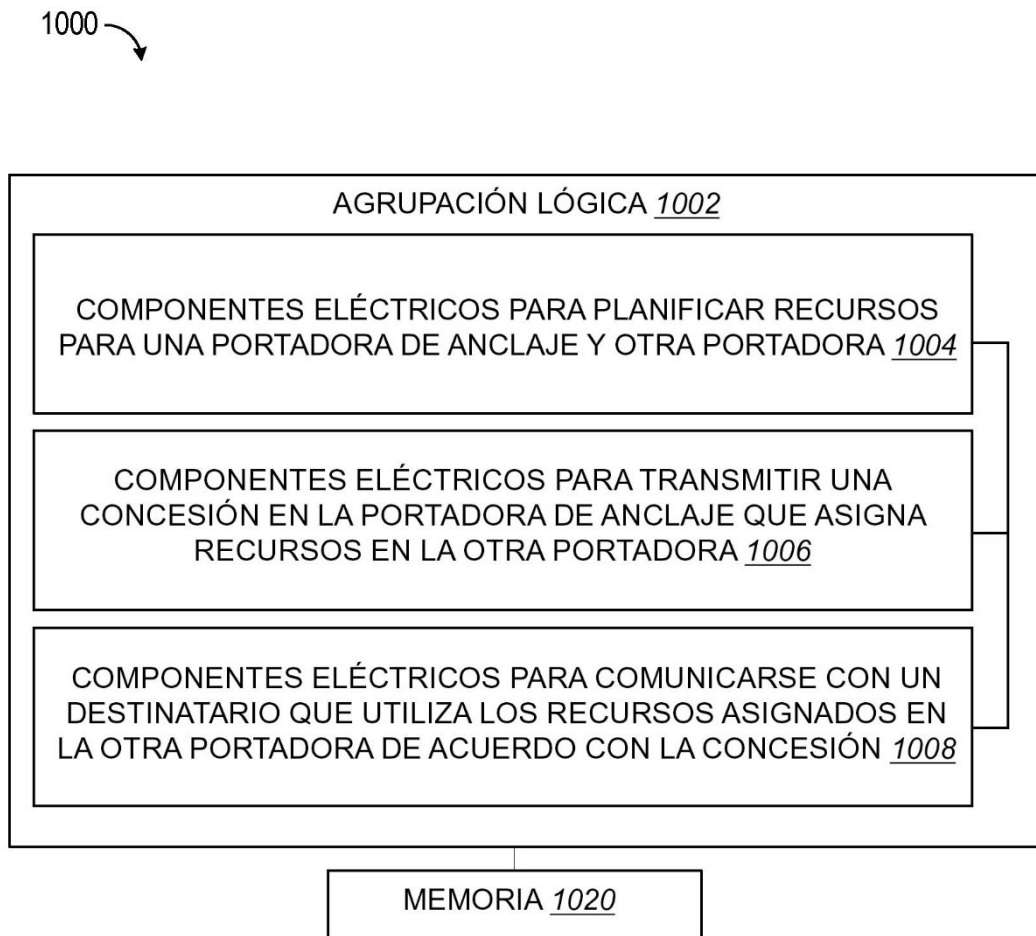 1000
AGRUPACIÓN LÓGICA 1002
COMPONENTES ELÉCTRICOS PARA PLANIFICAR RECURSOS
PARA UNA PORTADORA DE ANCLAJE Y OTRA PORTADORA 1004
COMPONENTES ELÉCTRICOS PARA TRANSMITIR UNA
CONCESIÓN EN LA PORTADORA DE ANCLAJE QUE ASIGNA
RECURSOS EN LA OTRA PORTADORA 1006
COMPONENTES ELÉCTRICOS PARA COMUNICARSE CON UN
DESTINATARIO QUE UTILIZA LOS RECURSOS ASIGNADOS EN
LA OTRA PORTADORA DE ACUERDO CON LA CONCESIÓN 1008
MEMORIA 1020